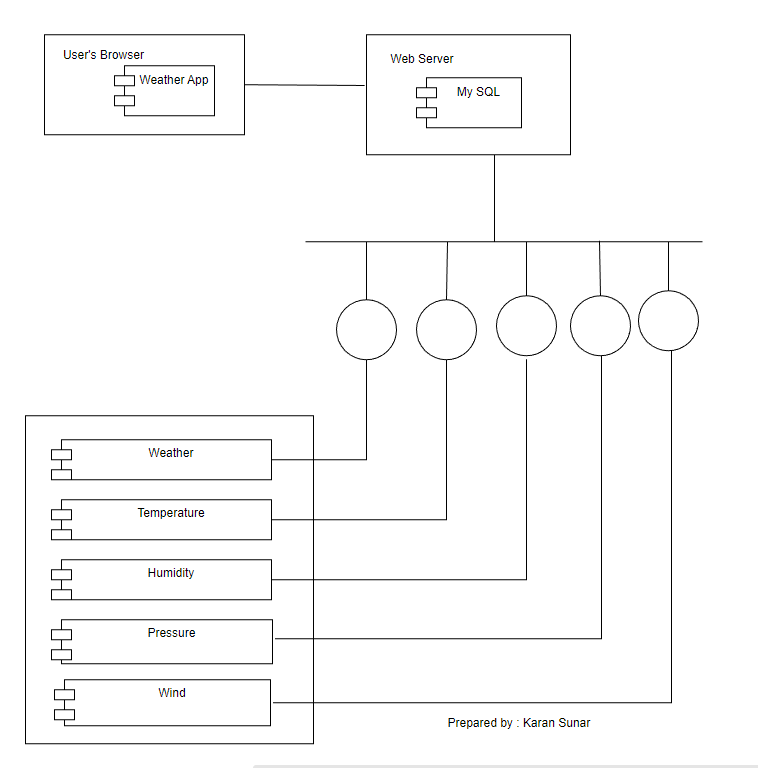 User's Browser
Weather App
Web Server
My SQL
Weather
Temperature
Humidity
Pressure
Wind
Prepared by : Karan Sunar